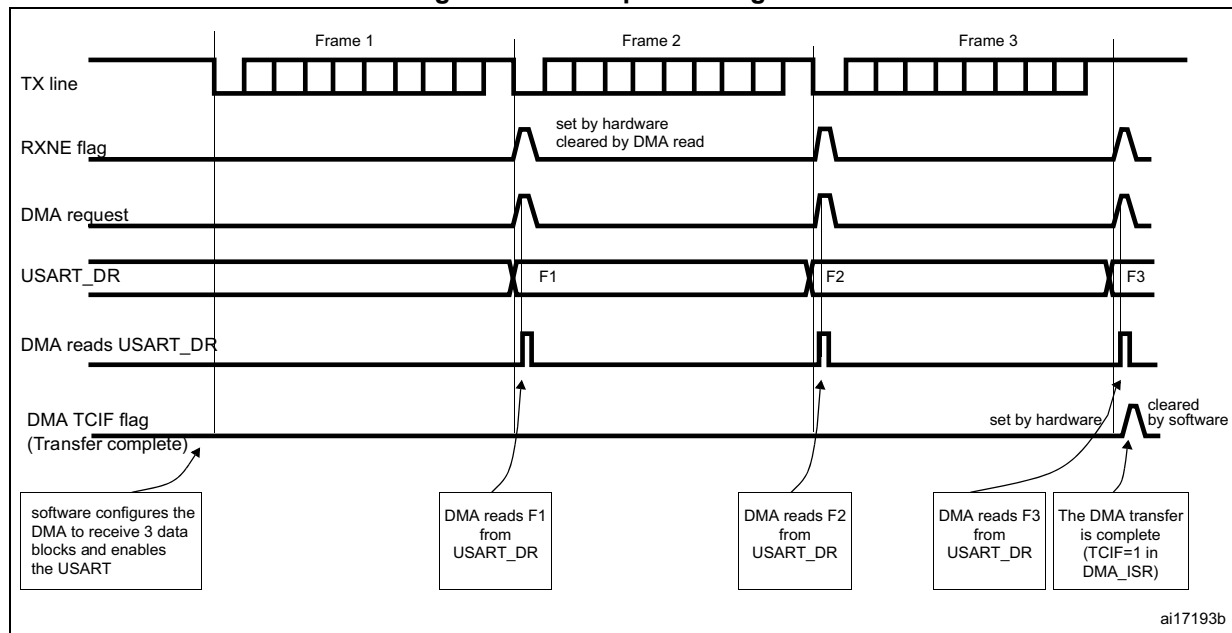 Frame 1
Frame 2
Frame 3
TX line
set by hardware
cleared by DMA read
RXNE flag
DMA request
USART_DR
F1
F2
F3
DMA reads USART_DR
DMA TCIF flag
(Transfer complete)
set by hardware
cleared
by software
software configures the
DMA to receive 3 data
blocks and enables
the USART
DMA reads F1
from
USART_DR
DMA reads F2
from
USART_DR
DMA reads F3
from
USART_DR
The DMA transfer
is complete
(TCIF=1 in
DMA_ISR)
ai17193b